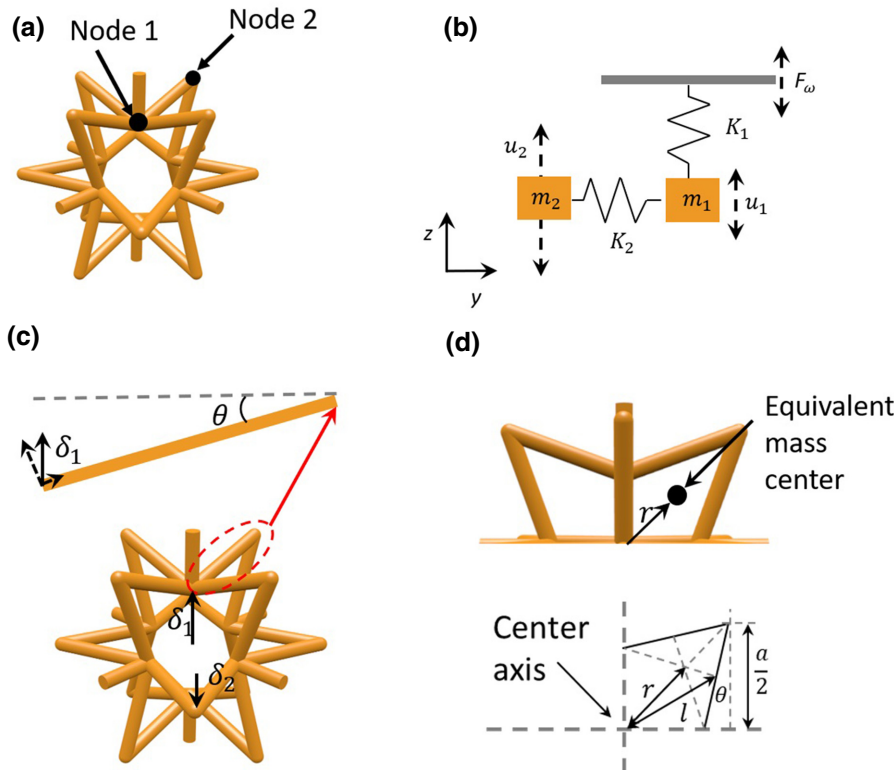 (a)
Node 1
Node 2
(b)
F_ω
K_1
u_2
m_2
m_1
u_1
K_2
z
y
(c)
θ
δ_1
δ_1
δ_2
(d)
Equivalent
mass
center
r
Center
axis
r
l
θ
a
2